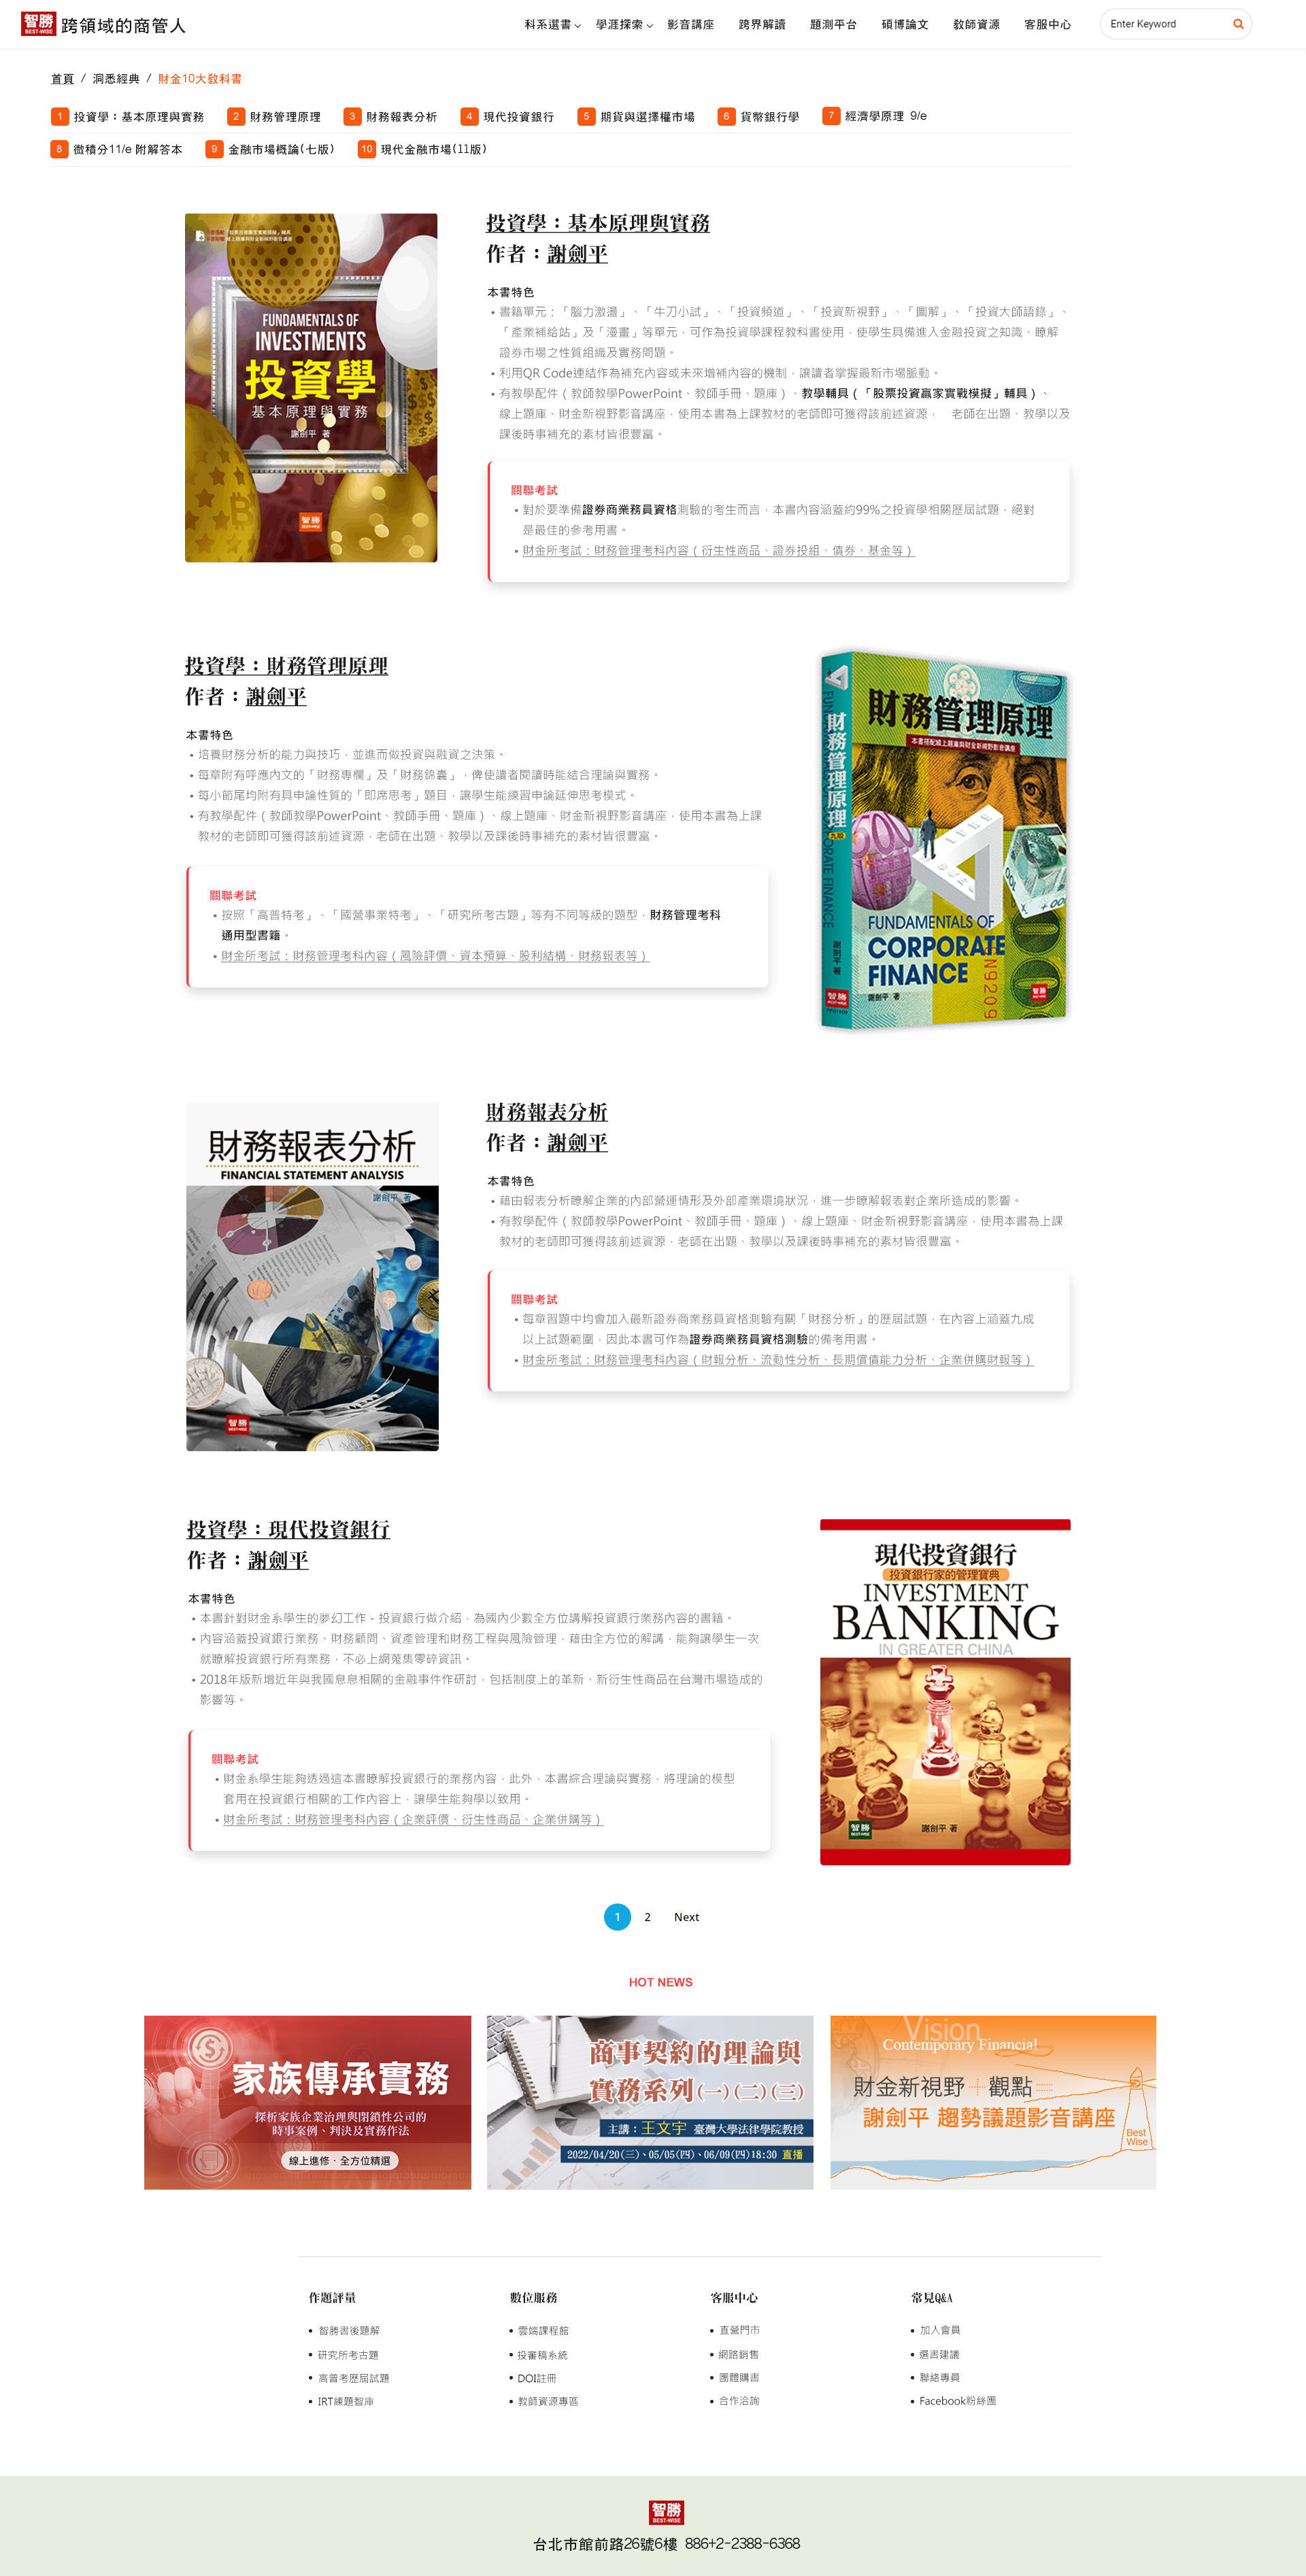 智勝
BEST-WISE
跨領域的商管人
科系選書 學涯探索 影音講座 跨界解讀 題測平台 碩博論文 教師資源 客服中心 Enter Keyword
首頁 / 洞悉經典 / 財金10大教科書
1 投資學：基本原理與實務 2 財務管理原理 3 財務報表分析 4 現代投資銀行 5 期貨與選擇權市場 6 貨幣銀行學 7 經濟學原理 9/e
8 微積分11/e 附解答本 9 金融市場概論(七版) 10 現代金融市場(11版)
FUNDAMENTALS OF
INVESTMENTS
投資學
基本原理與實務
謝劍平 著
智勝
投資學：基本原理與實務
作者：謝劍平
本書特色
•書籍單元：「腦力激盪」、「牛刀小試」、「投資頻道」、「投資新視野」、「圖解」、「投資大師語錄」、
「產業補給站」及「漫畫」等單元，可作為投資學課程教科書使用，使學生具備進入金融投資之知識、瞭解
證券市場之性質組織及實務問題。
•利用QR Code連結作為補充內容或未來增補內容的機制，讓讀者掌握最新市場脈動。
•有教學配件（教師教學PowerPoint、教師手冊、題庫）、教學輔具（「股票投資贏家實戰模擬」輔具）、
線上題庫、財金新視野影音講座，使用本書為上課教材的老師即可獲得該前述資源， 老師在出題、教學以及
課後時事補充的素材皆很豐富。
關聯考試
•對於要準備證券商業務員資格測驗的考生而言，本書內容涵蓋約99%之投資學相關歷屆試題，絕對
是最佳的參考用書。
•財金所考試：財務管理考科內容（衍生性商品、證券投組、債券、基金等）
投資學：財務管理原理
作者：謝劍平
本書特色
•培養財務分析的能力與技巧，並進而做投資與融資之決策。
•每章附有呼應內文的「財務專欄」及「財務錦囊」，俾使讀者閱讀時能結合理論與實務。
•每小節尾均附有具申論性質的「即席思考」題目，讓學生能練習申論延伸思考模式。
•有教學配件（教師教學PowerPoint、教師手冊、題庫）、線上題庫、財金新視野影音講座，使用本書為上課
教材的老師即可獲得該前述資源，老師在出題、教學以及課後時事補充的素材皆很豐富。
關聯考試
•按照「高普特考」、「國營事業特考」、「研究所考古題」等有不同等級的題型，財務管理考科
通用型書籍。
•財金所考試：財務管理考科內容（風險評價、資本預算、股利結構、財務報表等）
財務管理原理
本書搭配線上題庫與財金新視野影音講座
財務管理原理
九版
FUNDAMENTALS OF
CORPORATE
FINANCE
謝劍平 著
智勝
謝劍平 著
財務報表分析
FINANCIAL STATEMENT ANALYSIS
謝劍平 著
智勝
BEST-WISE
財務報表分析
作者：謝劍平
本書特色
•藉由報表分析瞭解企業的內部營運情形及外部產業環境狀況，進一步瞭解報表對企業所造成的影響。
•有教學配件（教師教學PowerPoint、教師手冊、題庫）、線上題庫、財金新視野影音講座，使用本書為上課
教材的老師即可獲得該前述資源，老師在出題、教學以及課後時事補充的素材皆很豐富。
關聯考試
•每章習題中均會加入最新證券商業務員資格測驗有關「財務分析」的歷屆試題，在內容上涵蓋九成
以上試題範圍，因此本書可作為證券商業務員資格測驗的備考用書。
•財金所考試：財務管理考科內容（財報分析、流動性分析、長期償債能力分析、企業併購財報等）
投資學：現代投資銀行
作者：謝劍平
本書特色
•本書針對財金系學生的夢幻工作－投資銀行做介紹，為國內少數全方位講解投資銀行業務內容的書籍。
•內容涵蓋投資銀行業務、財務顧問、資產管理和財務工程與風險管理，藉由全方位的解講，能夠讓學生一次
就瞭解投資銀行所有業務，不必上網蒐集零碎資訊。
•2018年版新增近年與我國息息相關的金融事件作研討，包括制度上的革新、新衍生性商品在台灣市場造成的
影響等。
關聯考試
•財金系學生能夠透過這本書瞭解投資銀行的業務內容，此外，本書綜合理論與實務，將理論的模型
套用在投資銀行相關的工作內容上，讓學生能夠學以致用。
•財金所考試：財務管理考科內容（企業評價、衍生性商品、企業併購等）
現代投資銀行
投資銀行家的管理寶典
INVESTMENT
BANKING
IN GREATER CHINA
智勝
謝劍平 著
1 2 Next
HOT NEWS
家族傳承實務
探析家族企業治理與閉鎖性公司的
時事案例、判決及實務作法
線上進修．全方位精選
商事契約的理論與
實務系列(一)(二)(三)
主講：王文宇 臺灣大學法律學院教授
2022/04/20(三)、05/05(四)、06/09(四)18:30 直播
Vision
Contemporary Financial
財金新視野 觀點
謝劍平 趨勢議題影音講座
Best
Wise
作題評量 數位服務 客服中心 常見Q&A
•智勝書後題解 •雲端課程館 •直營門市 •加入會員
•研究所考古題 •投審稿系統 •網路銷售 •選書建議
•高普考歷屆試題 •DOI註冊 •團體購書 •聯絡專員
•IRT練題智庫 •教師資源專區 •合作洽詢 •Facebook粉絲團
智勝
BEST-WISE
台北市館前路26號6樓 886+2-2388-6368